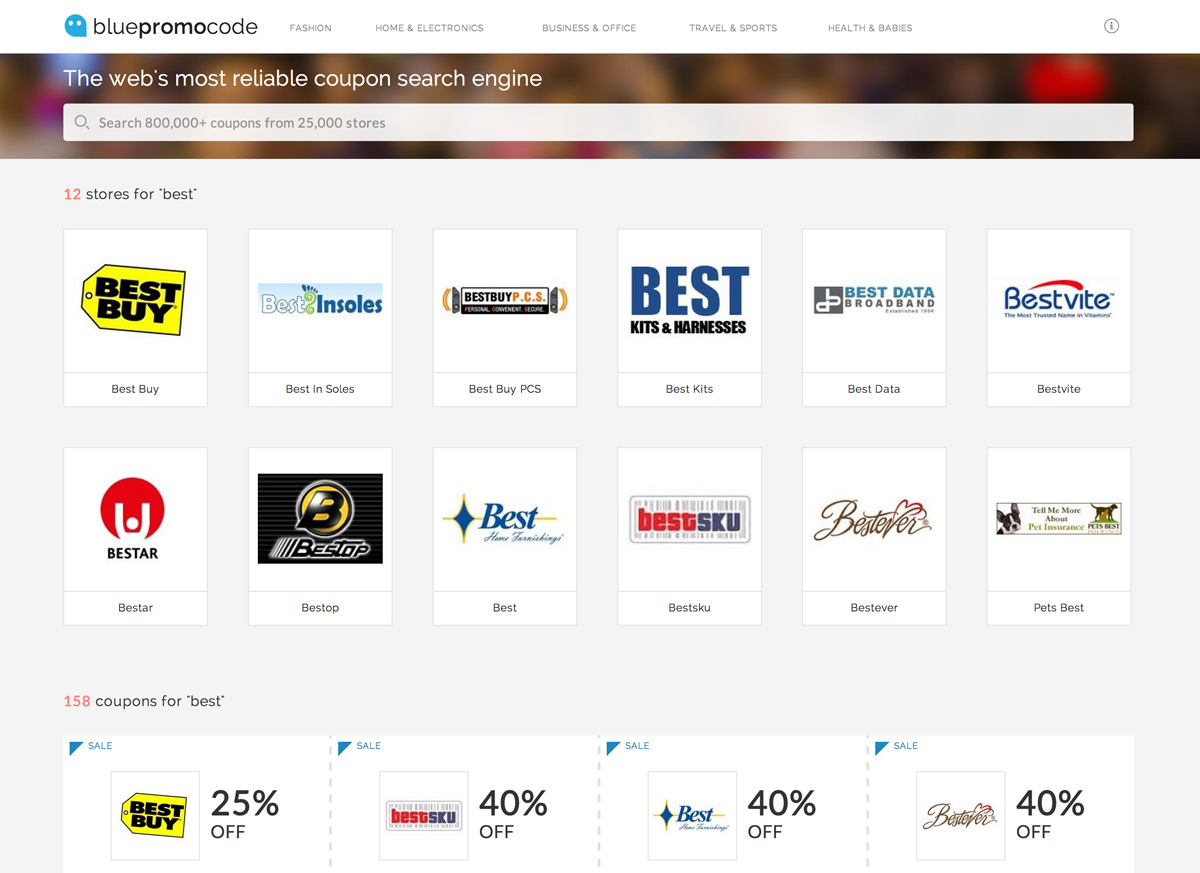 bluepromocode
FASHION
HOME & ELECTRONICS
BUSINESS & OFFICE
TRAVEL & SPORTS
HEALTH & BABIES
The web's most reliable coupon search engine
Search 800,000+ coupons from 25,000 stores
12 stores for "best"
BEST
BUY
Best Insoles
BESTBUY P.C.S.
PERSONAL. CONVENIENT. SECURE.
BEST
KITS & HARNESSES
BEST DATA
BROADBAND
Established 1984
Bestvite™
The Most Trusted Name in Vitamins
Best Buy
Best In Soles
Best Buy PCS
Best Kits
Best Data
Bestvite
BESTAR
BESTOP
Best
Home Furnishings
bestsku
Bestever®
Tell Me More
About
Pet Insurance
PETS BEST
INSURANCE
Bestar
Bestop
Best
Bestsku
Bestever
Pets Best
158 coupons for "best"
SALE
SALE
SALE
SALE
BEST
BUY
25%
OFF
bestsku
40%
OFF
Best
Home Furnishings
40%
OFF
Bestever
40%
OFF